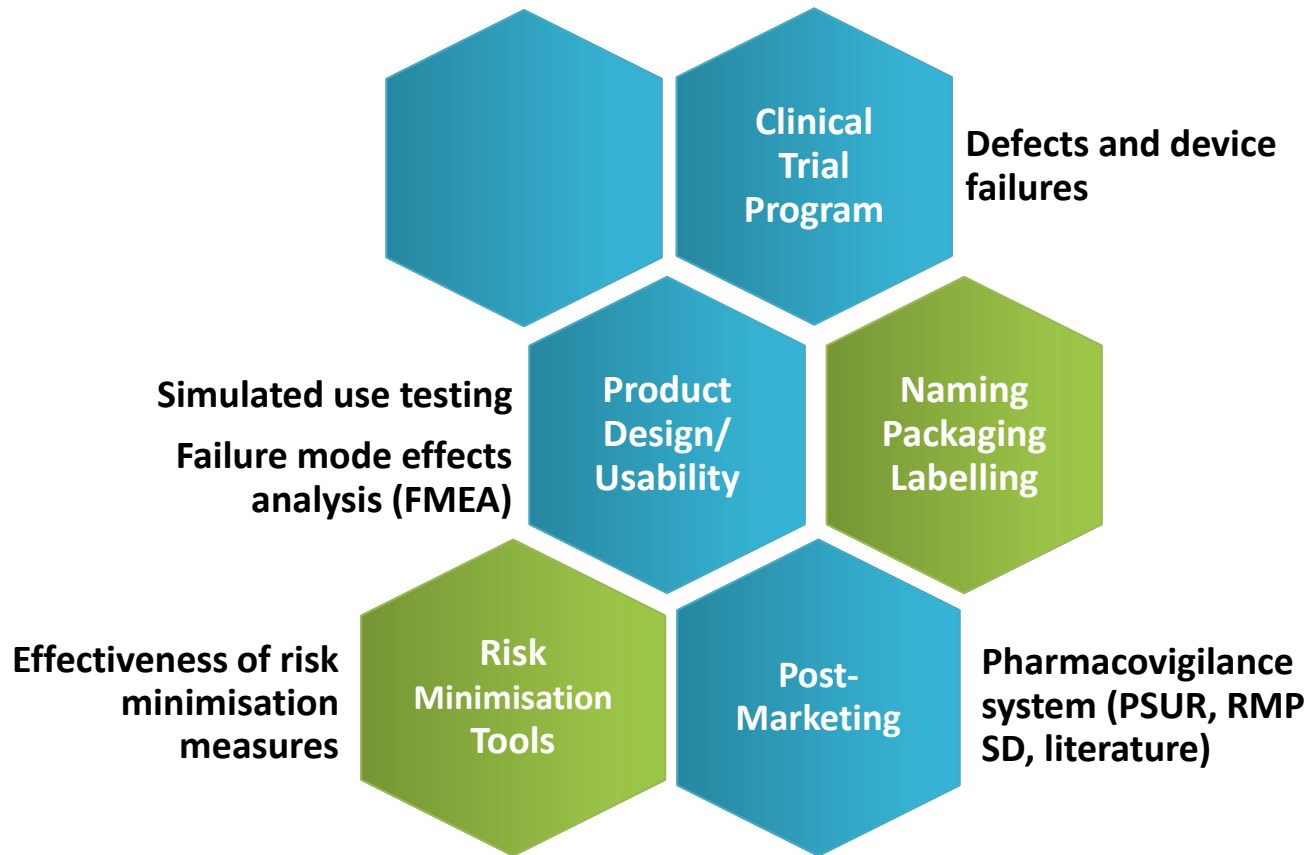 Clinical
Trial
Program
Defects and device
failures
Simulated use testing
Failure mode effects
analysis (FMEA)
Product
Design/
Usability
Naming
Packaging
Labelling
Effectiveness of risk
minimisation
measures
Risk
Minimisation
Tools
Post-
Marketing
Pharmacovigilance
system (PSUR, RMP
SD, literature)